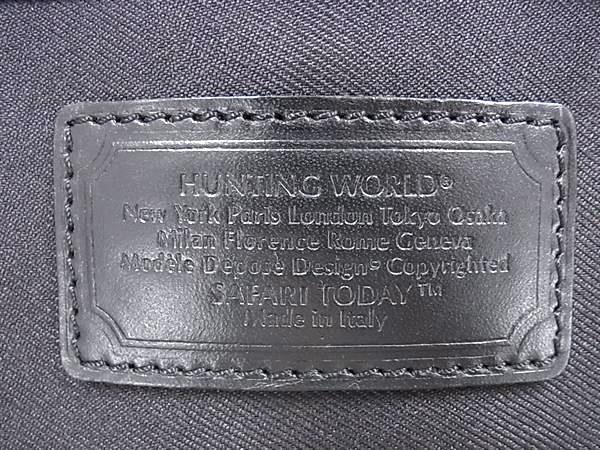 HUNTING WORLD®
New York Paris London Tokyo Osaka
Milan Florence Rome Geneva
Modèle Déposé Design© Copyrighted
SAFARI TODAY™
Made in Italy